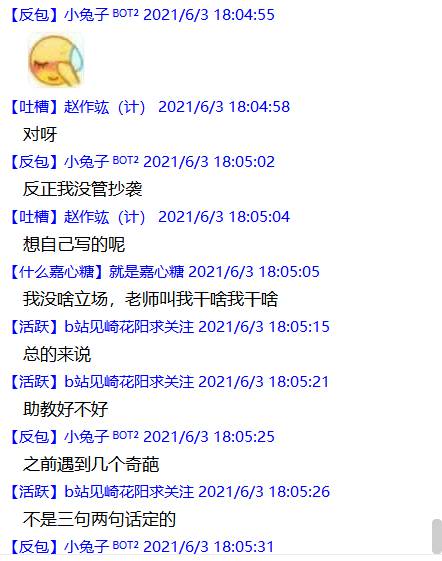 【反包】小兔子 BOT2 2021/6/3 18:04:55
【吐槽】赵作竑（计） 2021/6/3 18:04:58
对呀
【反包】小兔子 BOT2 2021/6/3 18:05:02
反正我没管抄袭
【吐槽】赵作竑（计） 2021/6/3 18:05:04
想自己写的呢
【什么嘉心糖】就是嘉心糖 2021/6/3 18:05:05
我没啥立场，老师叫我干啥我干啥
【活跃】b站见崎花阳求关注 2021/6/3 18:05:15
总的来说
【活跃】b站见崎花阳求关注 2021/6/3 18:05:21
助教好不好
【反包】小兔子 BOT2 2021/6/3 18:05:25
之前遇到几个奇葩
【活跃】b站见崎花阳求关注 2021/6/3 18:05:26
不是三句两句话定的
【反包】小兔子 BOT2 2021/6/3 18:05:31